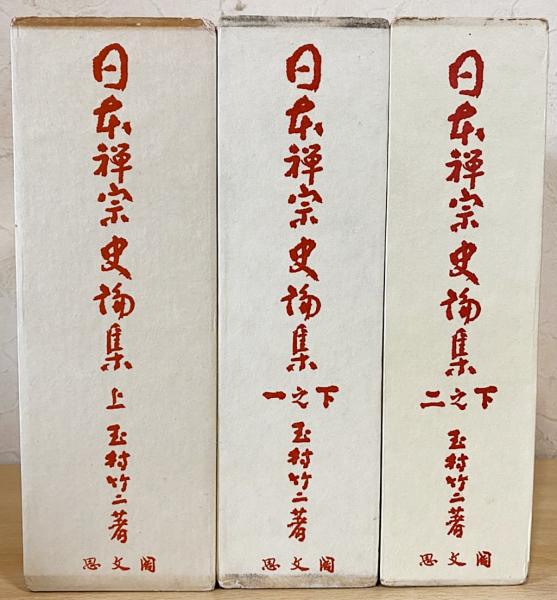 日本禅宗史論集
上
玉村竹二著
思文閣
日本禅宗史論集
下之一
玉村竹二著
思文閣
日本禅宗史論集
下之二
玉村竹二著
思文閣